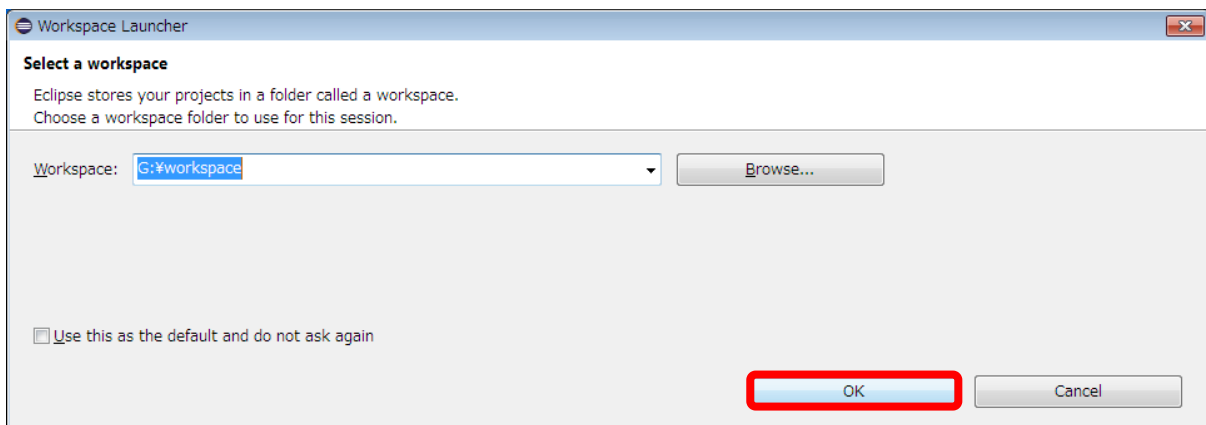 Workspace Launcher
Select a workspace
Eclipse stores your projects in a folder called a workspace.
Choose a workspace folder to use for this session.
Workspace: G:¥workspace Browse...
Use this as the default and do not ask again
OK Cancel